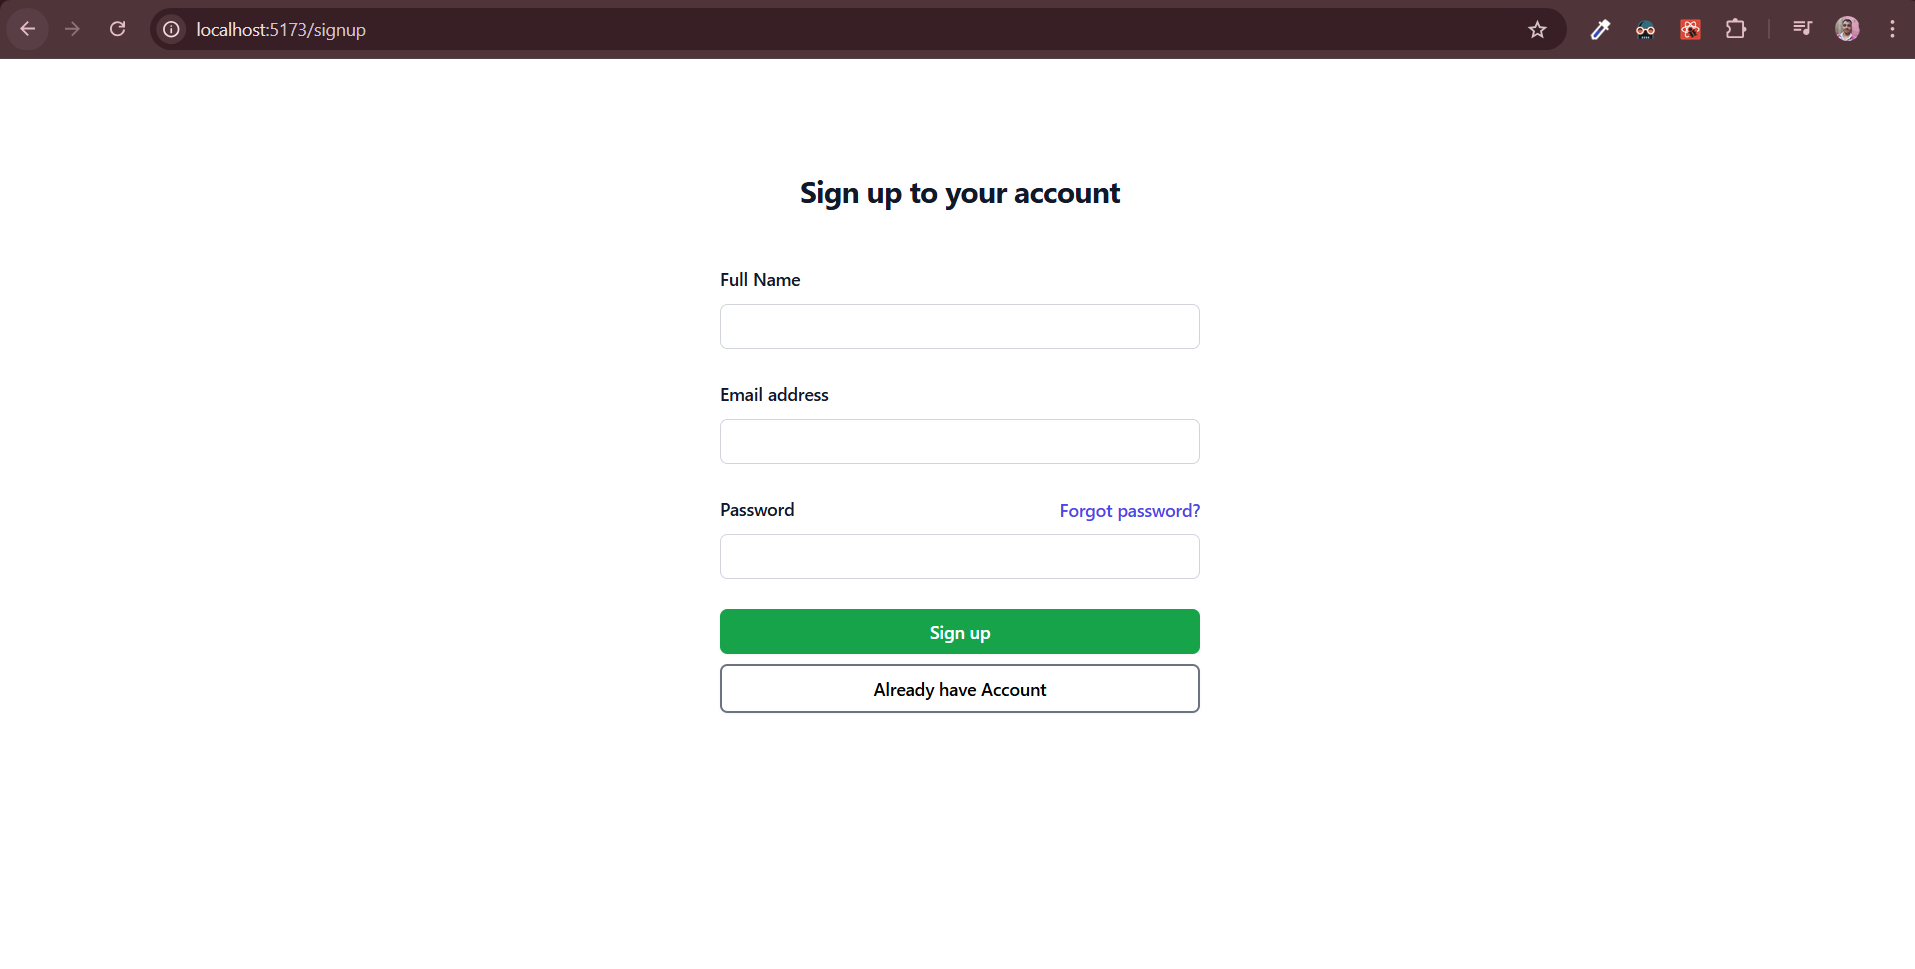 localhost:5173/signup
Sign up to your account
Full Name
Email address
Password Forgot password?
Sign up
Already have Account